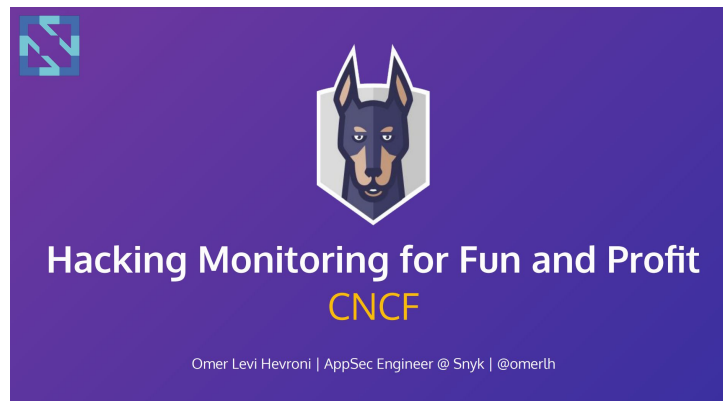 Hacking Monitoring for Fun and Profit
CNCF
Omer Levi Hevroni | AppSec Engineer @ Snyk | @omerlh